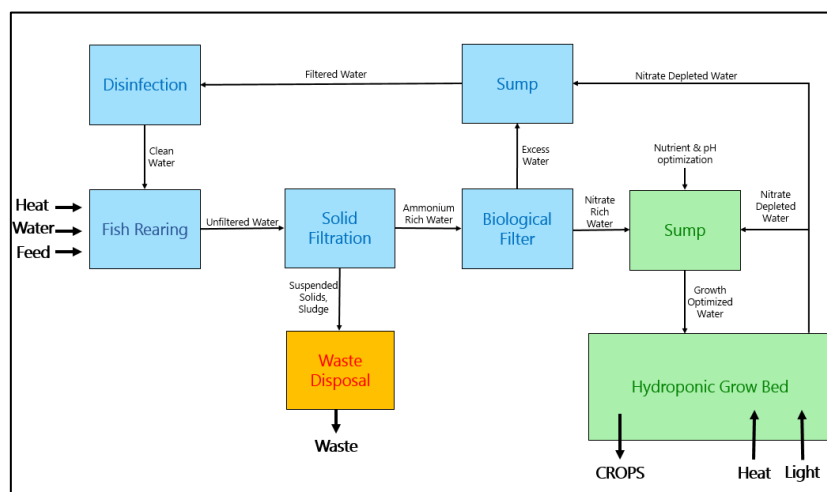 Disinfection
Filtered Water
Sump
Nitrate Depleted Water
Clean
Water
Excess
Water
Nutrient & pH
optimization
Heat
Water
Feed
Fish Rearing
Unfiltered Water
Solid
Filtration
Ammonium
Rich Water
Biological
Filter
Nitrate
Rich
Water
Sump
Nitrate
Depleted
Water
Suspended
Solids,
Sludge
Growth
Optimized
Water
Waste
Disposal
Hydroponic Grow Bed
Waste
CROPS
Heat
Light